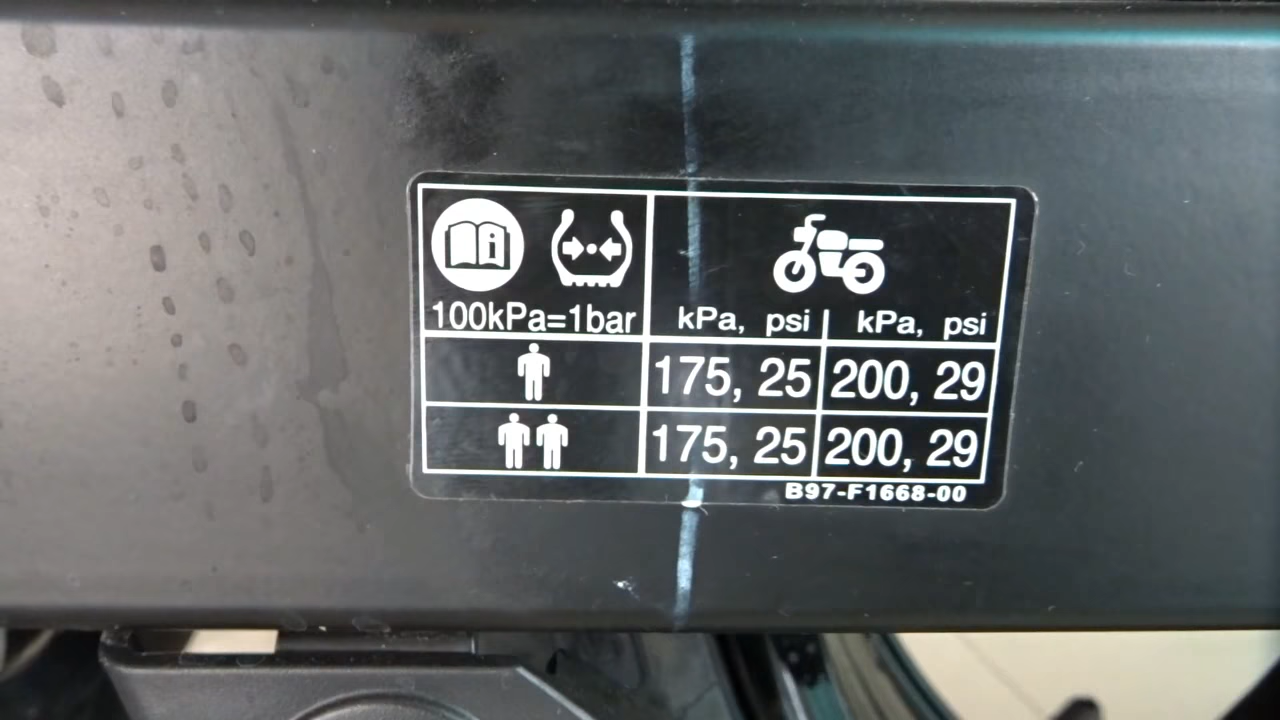 100kPa=1bar
kPa, psi | kPa, psi
175, 25 200, 29
175, 25 200, 29
B97-F1668-00